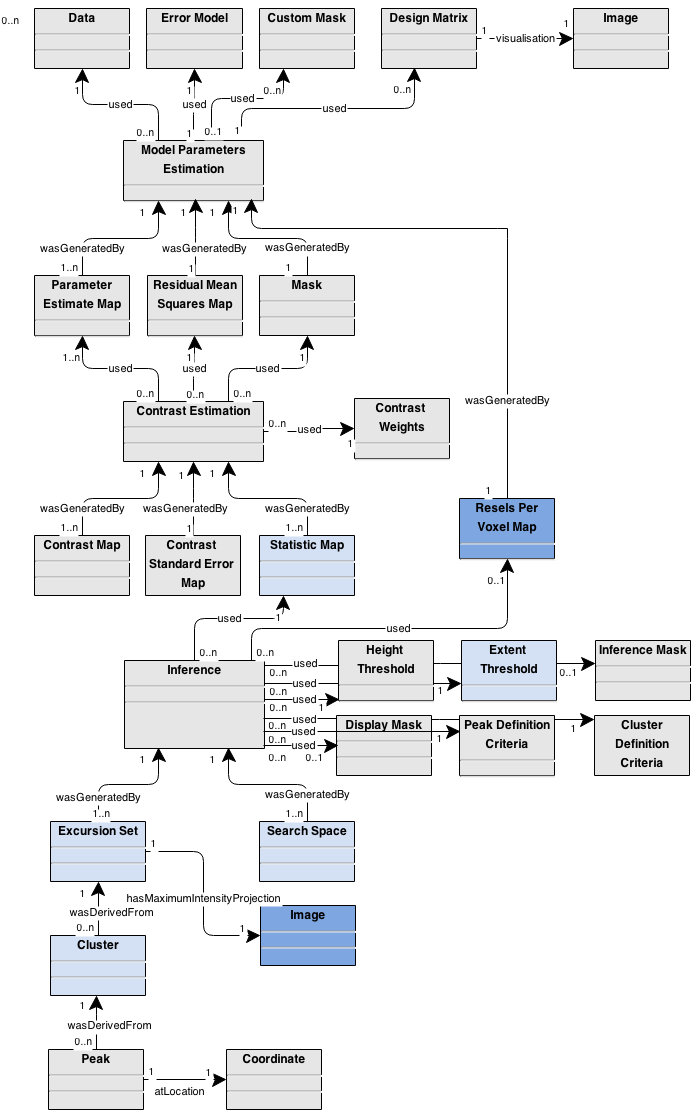 0..n
Data
Error Model
Custom Mask
Design Matrix
Image
1
visualisation
1
1
used
0..n
1
used
1
0..n
used
0..1
0..n
used
1
Model Parameters
Estimation
1
1
1
1
wasGeneratedBy
wasGeneratedBy
wasGeneratedBy
1..n
1
1
Parameter
Estimate Map
Residual Mean
Squares Map
Mask
1..n
1
1
used
used
used
0..n
0..n
0..n
wasGeneratedBy
Contrast Estimation
0..n
used
1
Contrast
Weights
1
1
1
wasGeneratedBy
wasGeneratedBy
wasGeneratedBy
1..n
1
1..n
1
Contrast Map
Contrast
Standard Error
Map
Statistic Map
Resels Per
Voxel Map
0..1
used
1
used
0..n
0..n
Inference
used
0..n
used
0..n
used
0..n
1
used
0..n
used
0..n
used
0..n
0..1
Height
Threshold
1
Extent
Threshold
0..1
Inference Mask
Display Mask
1
Peak Definition
Criteria
1
Cluster
Definition
Criteria
1
1
wasGeneratedBy
wasGeneratedBy
1..n
1..n
Excursion Set
Search Space
1
hasMaximumIntensityProjection
1
Image
1
wasDerivedFrom
0..n
Cluster
1
wasDerivedFrom
0..n
Peak
1
atLocation
1
Coordinate